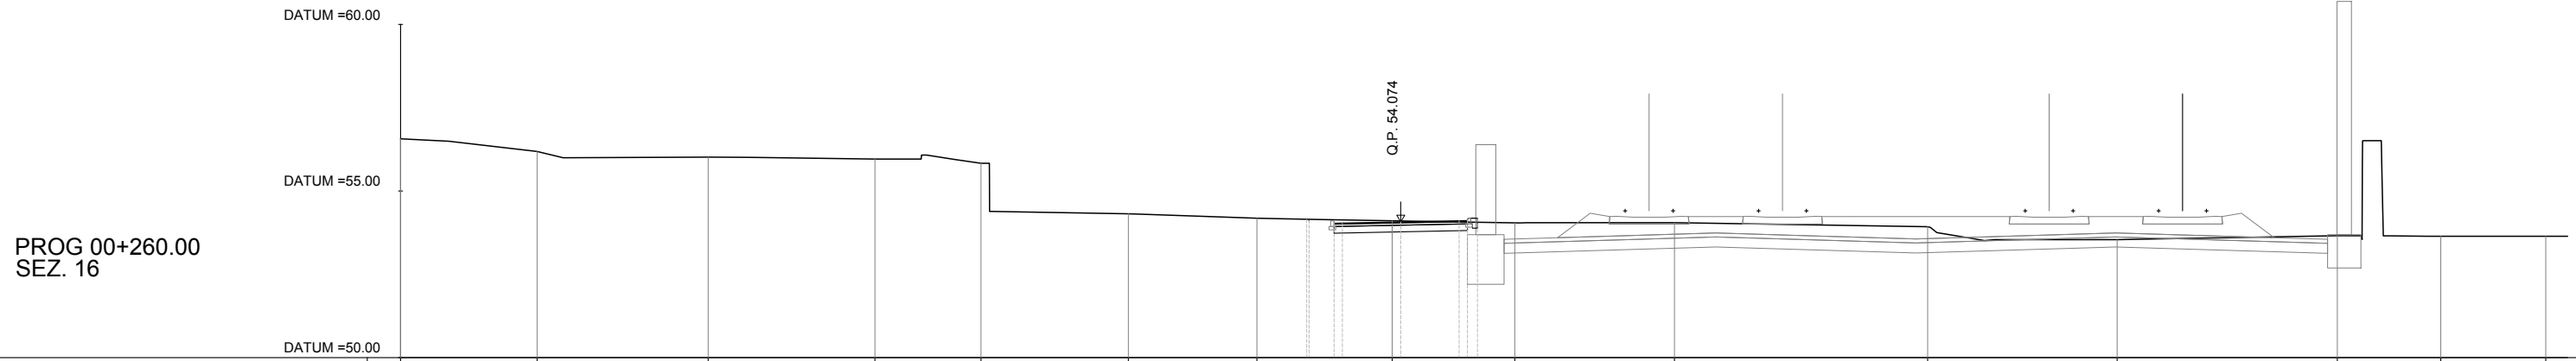 DATUM =60.00
Q.P. 54.074
DATUM =55.00
PROG 00+260.00
SEZ. 16
DATUM =50.00